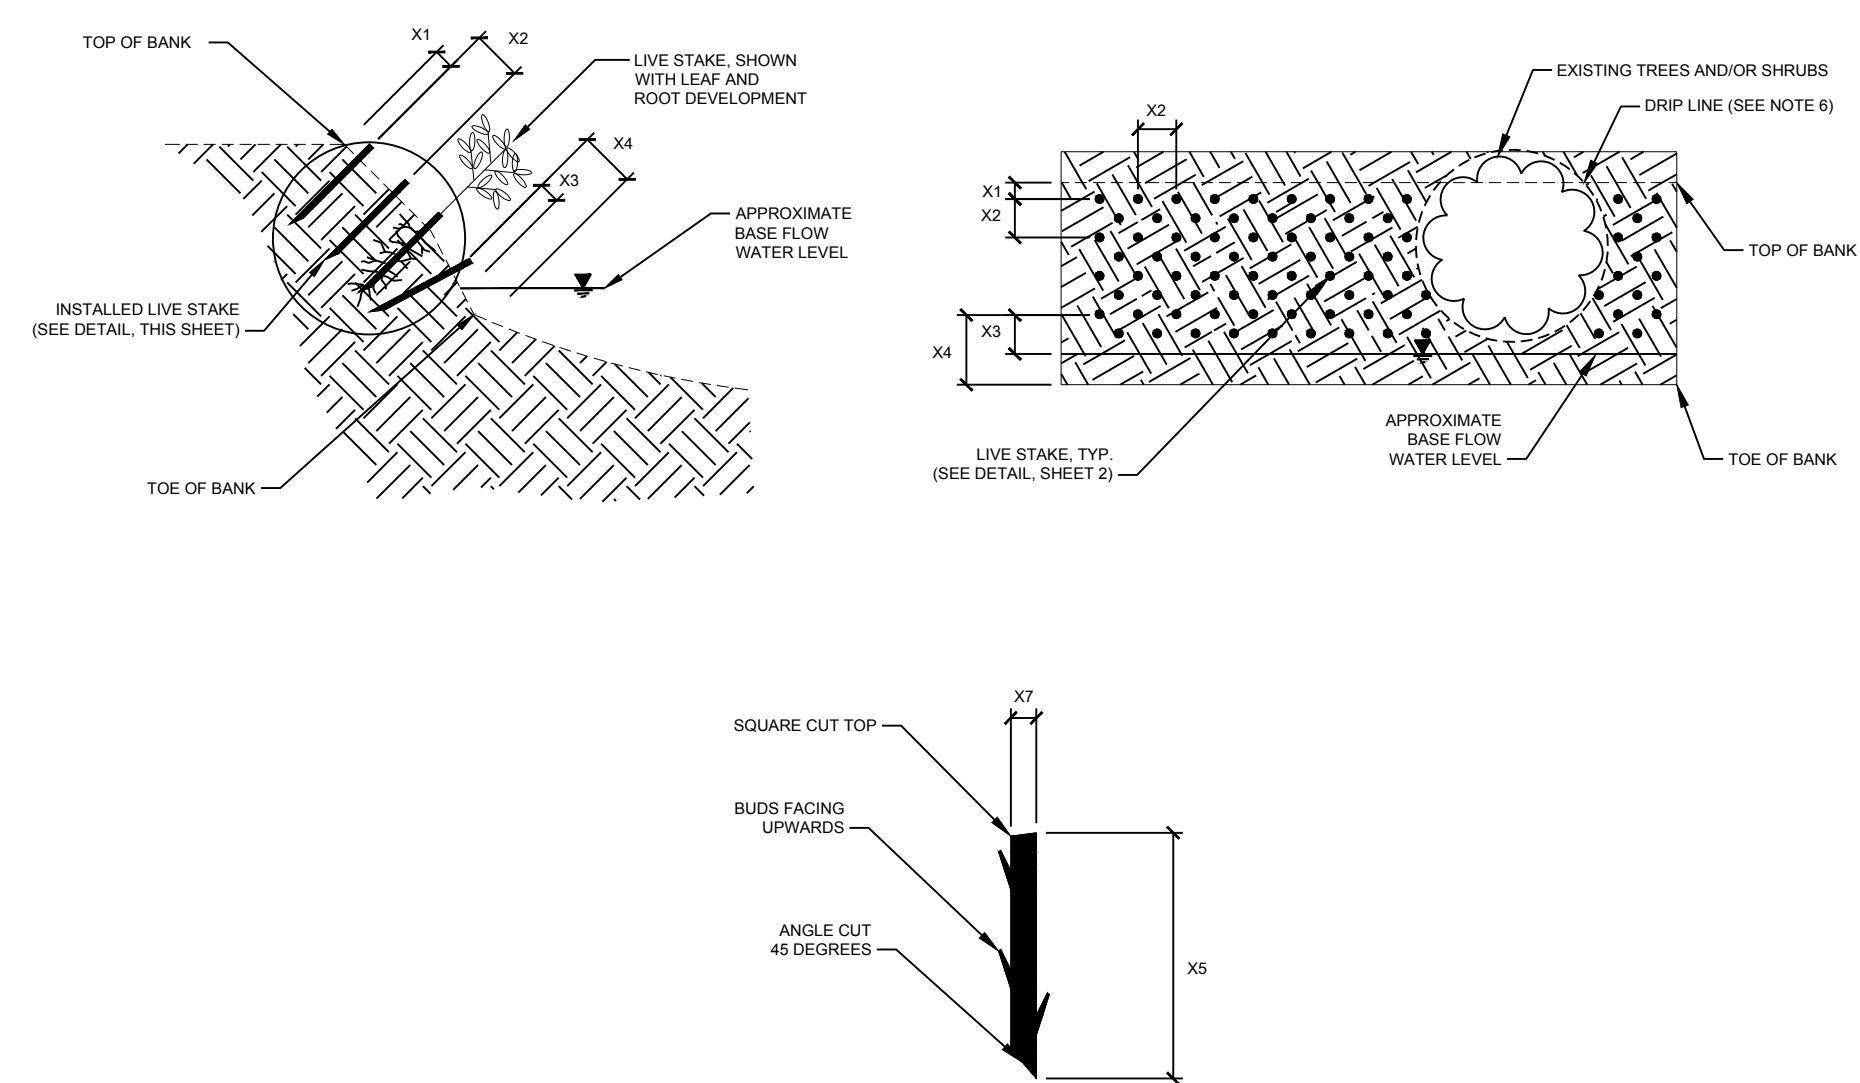 TOP OF BANK
X1
X2
LIVE STAKE, SHOWN
WITH LEAF AND
ROOT DEVELOPMENT
X4
X3
APPROXIMATE
BASE FLOW
WATER LEVEL
INSTALLED LIVE STAKE
(SEE DETAIL, THIS SHEET)
TOE OF BANK
EXISTING TREES AND/OR SHRUBS
DRIP LINE (SEE NOTE 6)
X2
X1
X2
TOP OF BANK
X3
X4
APPROXIMATE
BASE FLOW
WATER LEVEL
LIVE STAKE, TYP.
(SEE DETAIL, SHEET 2)
TOE OF BANK
X7
SQUARE CUT TOP
BUDS FACING
UPWARDS
ANGLE CUT
45 DEGREES
X5